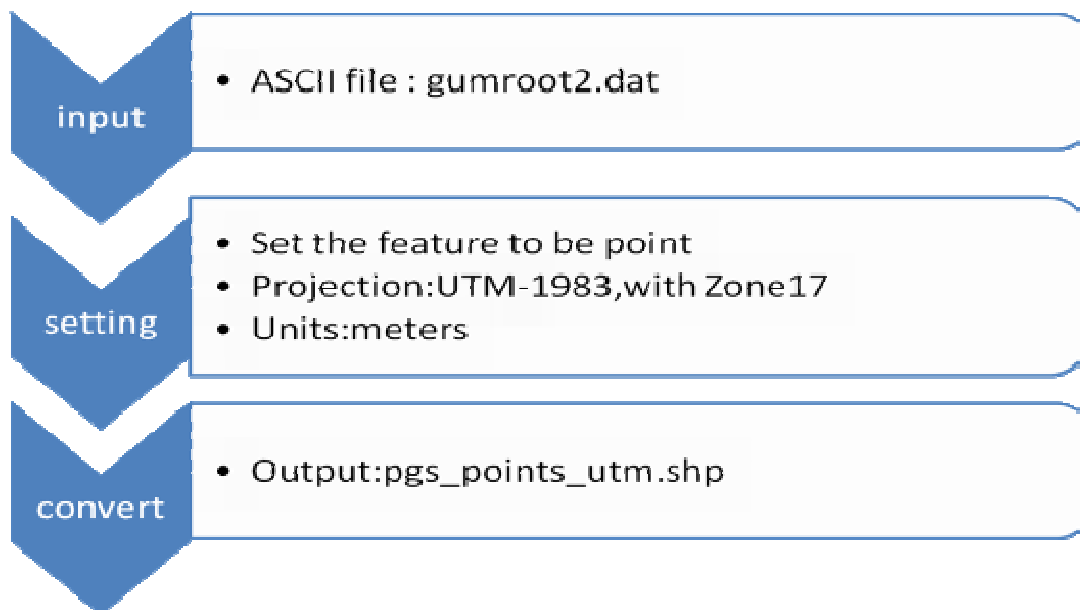 input
• ASCII file : gumroot2.dat
setting
• Set the feature to be point
• Projection:UTM-1983,with Zone17
• Units:meters
convert
• Output:pgs_points_utm.shp